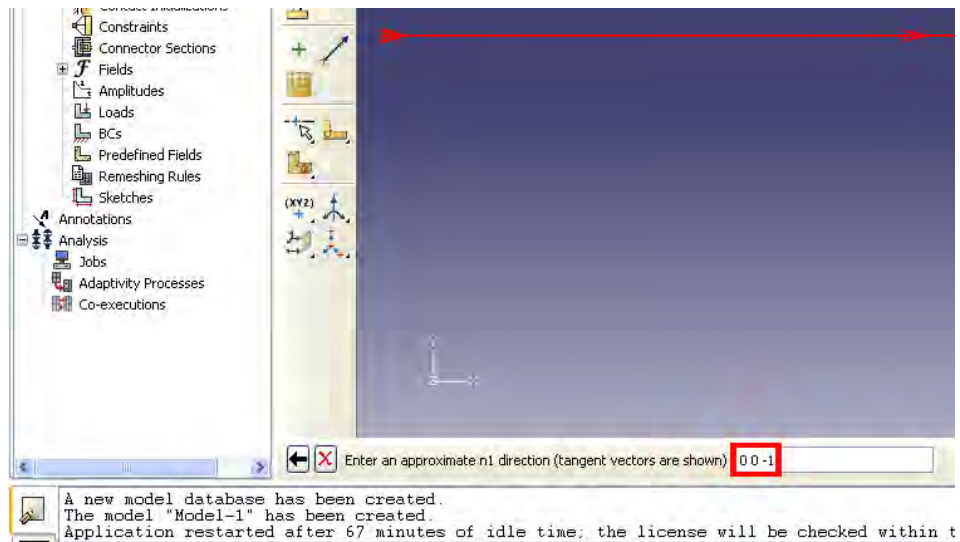 Contact Initializations
Constraints
Connector Sections
Fields
Amplitudes
Loads
BCs
Predefined Fields
Remeshing Rules
Sketches
Annotations
Analysis
Jobs
Adaptivity Processes
Co-executions
(XYZ)
Enter an approximate n1 direction (tangent vectors are shown) 0 0 -1
A new model database has been created.
The model "Model-1" has been created.
Application restarted after 67 minutes of idle time; the license will be checked within